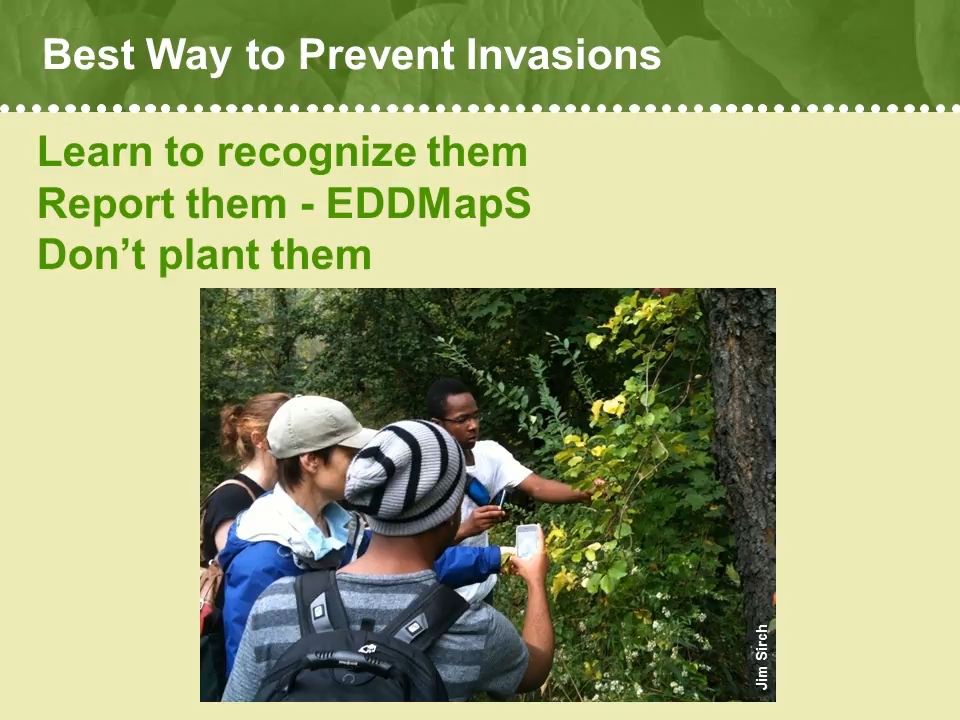 Best Way to Prevent Invasions
Learn to recognize them
Report them - EDDMapS
Don’t plant them
Jim Sirch